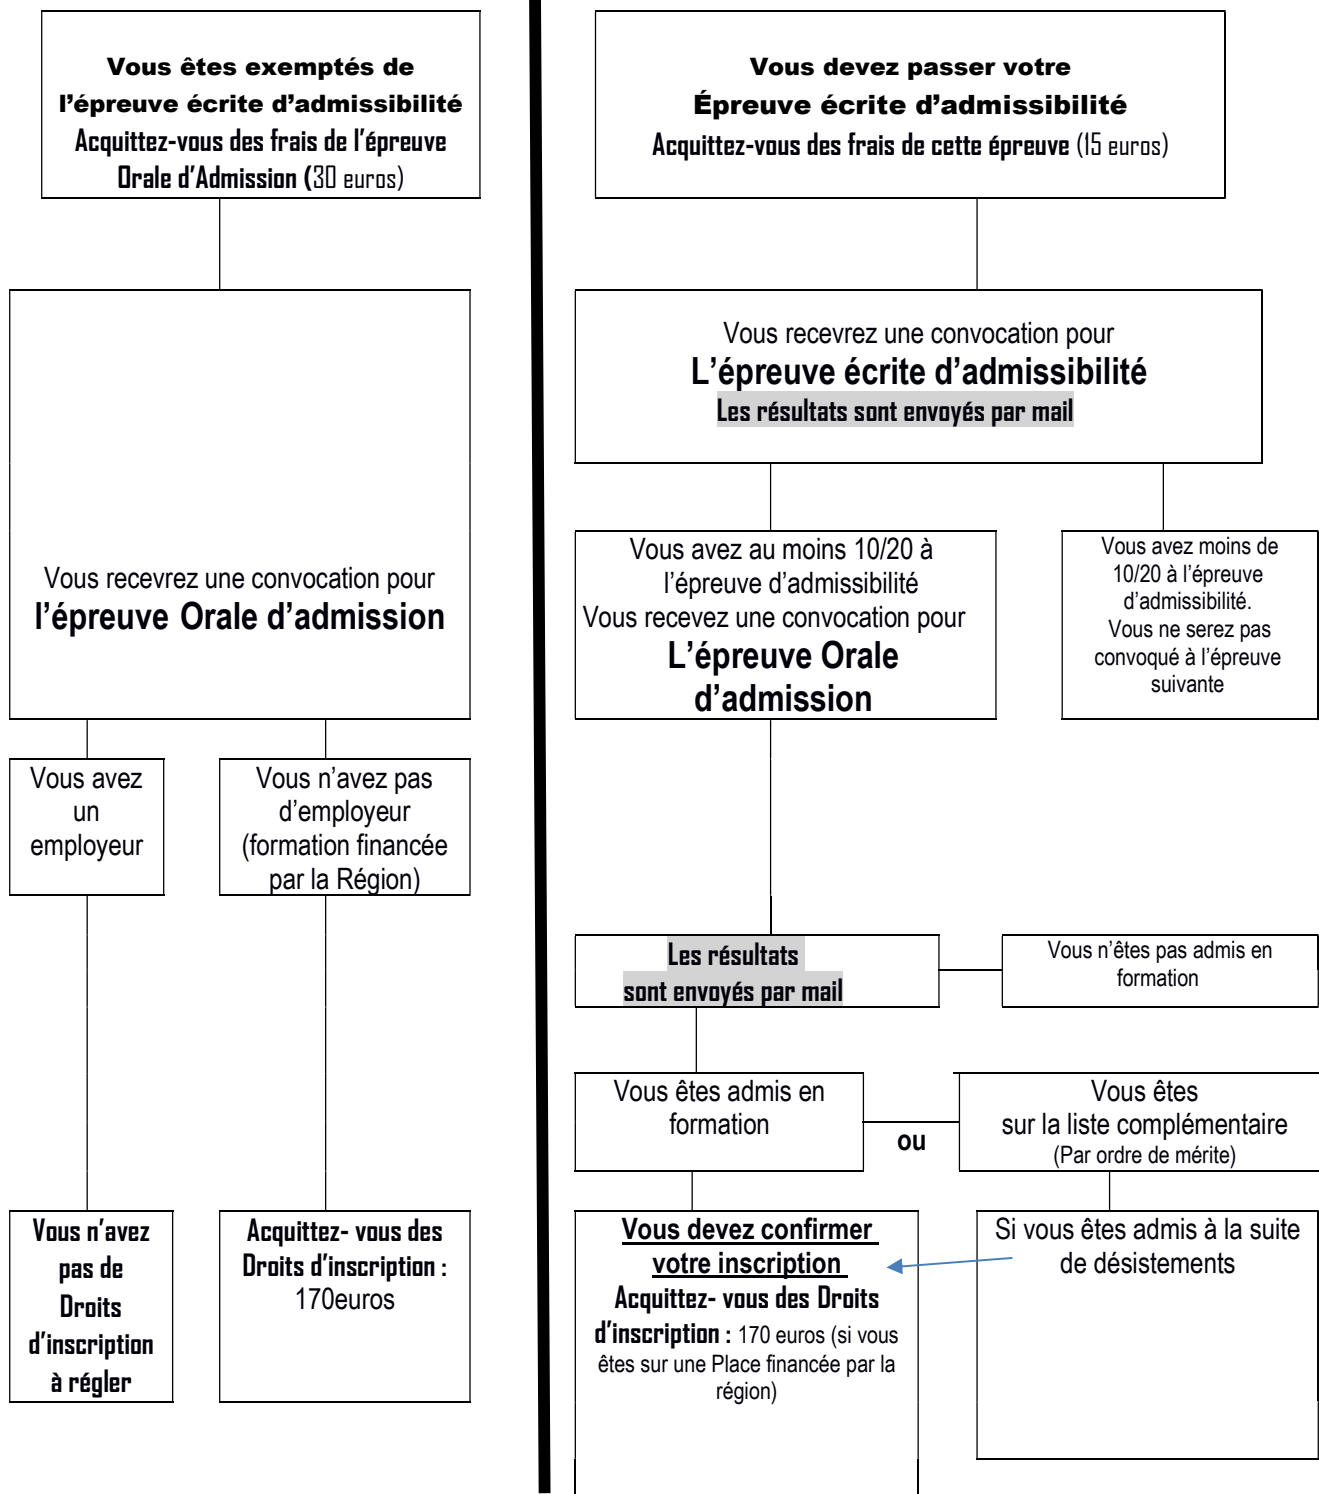 Vous êtes exemptés de
l'épreuve écrite d'admissibilité
Acquittez-vous des frais de l'épreuve
Orale d'Admission (30 euros)
Vous recevrez une convocation pour
l'épreuve Orale d'admission
Vous avez
un
employeur
Vous n'avez pas
d'employeur
(formation financée
par la Région)
Vous n'avez
pas de
Droits
d'inscription
à régler
Acquittez- vous des
Droits d'inscription :
170euros
Vous devez passer votre
Épreuve écrite d'admissibilité
Acquittez-vous des frais de cette épreuve (15 euros)
Vous recevrez une convocation pour
L'épreuve écrite d'admissibilité
Les résultats sont envoyés par mail
Vous avez au moins 10/20 à
l'épreuve d'admissibilité
Vous recevez une convocation pour
L'épreuve Orale
d'admission
Vous avez moins de
10/20 à l'épreuve
d'admissibilité.
Vous ne serez pas
convoqué à l'épreuve
suivante
Les résultats
sont envoyés par mail
Vous n'êtes pas admis en
formation
Vous êtes admis en
formation
ou
Vous êtes
sur la liste complémentaire
(Par ordre de mérite)
Vous devez confirmer
votre inscription
Acquittez- vous des Droits
d'inscription : 170 euros (si vous
êtes sur une Place financée par la
région)
Si vous êtes admis à la suite
de désistements